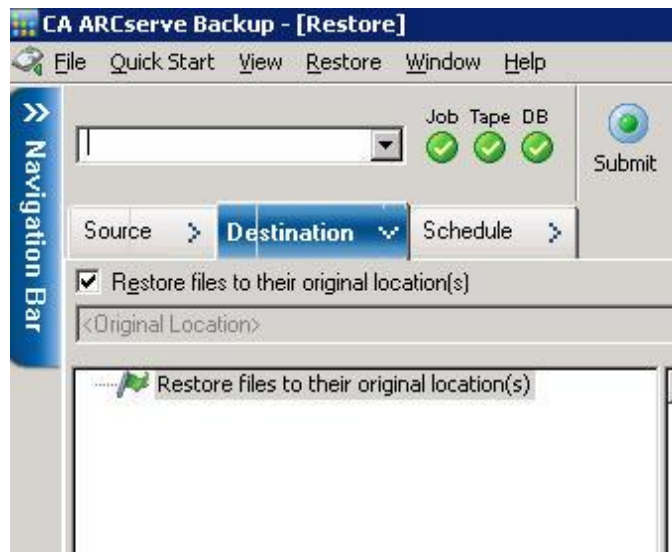 CA ARCserve Backup - [Restore]
File Quick Start View Restore Window Help
Navigation Bar
Job Tape DB
Submit
Source Destination Schedule
Restore files to their original location(s)
<Original Location>
Restore files to their original location(s)